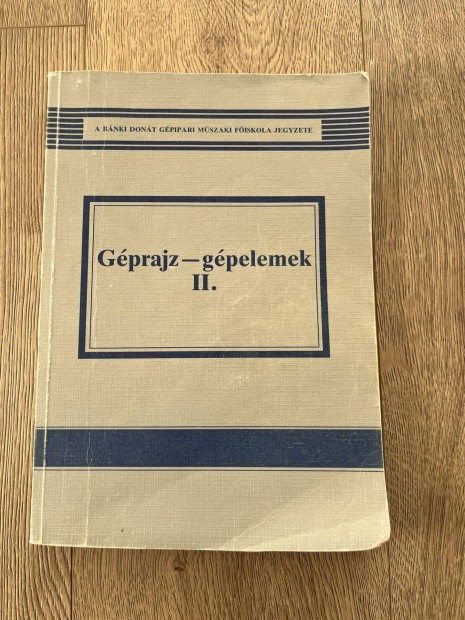 A BÁNKI DONÁT GÉPIPARI MŰSZAKI FŐISKOLA JEGYZETE
Géprajz – gépelemek
II.